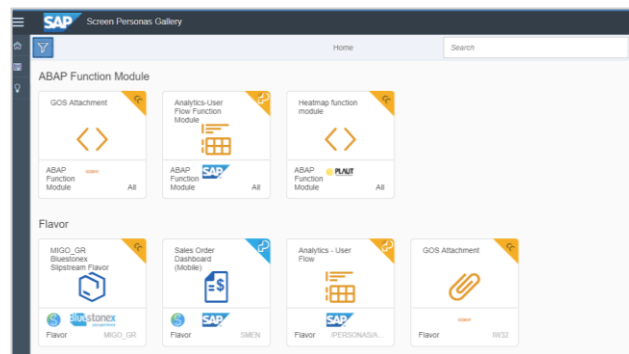 SAP Screen Personas Gallery
Home
Search
ABAP Function Module
GOS Attachment
ABAP
Function
Module All
Analytics-User
Flow Function
Module
ABAP SAP
Function
Module All
Heatmap function
module
ABAP PLAUT
Function
Module All
Flavor
MIGO_GR
Bluestonex
Slipstream Flavor
Bluestonex
Flavor MIGO_GR
Sales Order
Dashboard
(Mobile)
$
SAP
Flavor SMEN
Analytics - User
Flow
SAP
Flavor /PERSONAS/A...
GOS Attachment
Flavor IW32